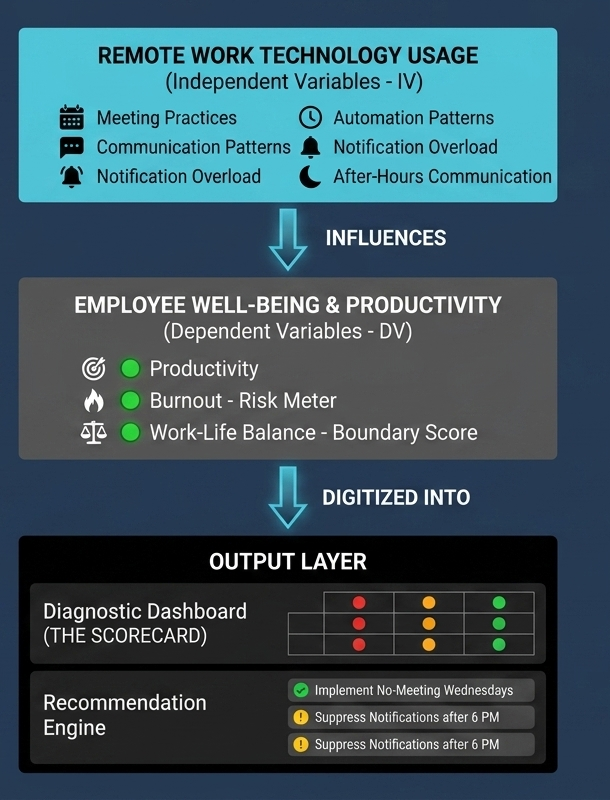 REMOTE WORK TECHNOLOGY USAGE
(Independent Variables - IV)
Meeting Practices
Automation Patterns
Communication Patterns
Notification Overload
Notification Overload
After-Hours Communication
INFLUENCES
EMPLOYEE WELL-BEING & PRODUCTIVITY
(Dependent Variables - DV)
Productivity
Burnout - Risk Meter
Work-Life Balance - Boundary Score
DIGITIZED INTO
OUTPUT LAYER
Diagnostic Dashboard
(THE SCORECARD)
Recommendation
Engine
Implement No-Meeting Wednesdays
Suppress Notifications after 6 PM
Suppress Notifications after 6 PM